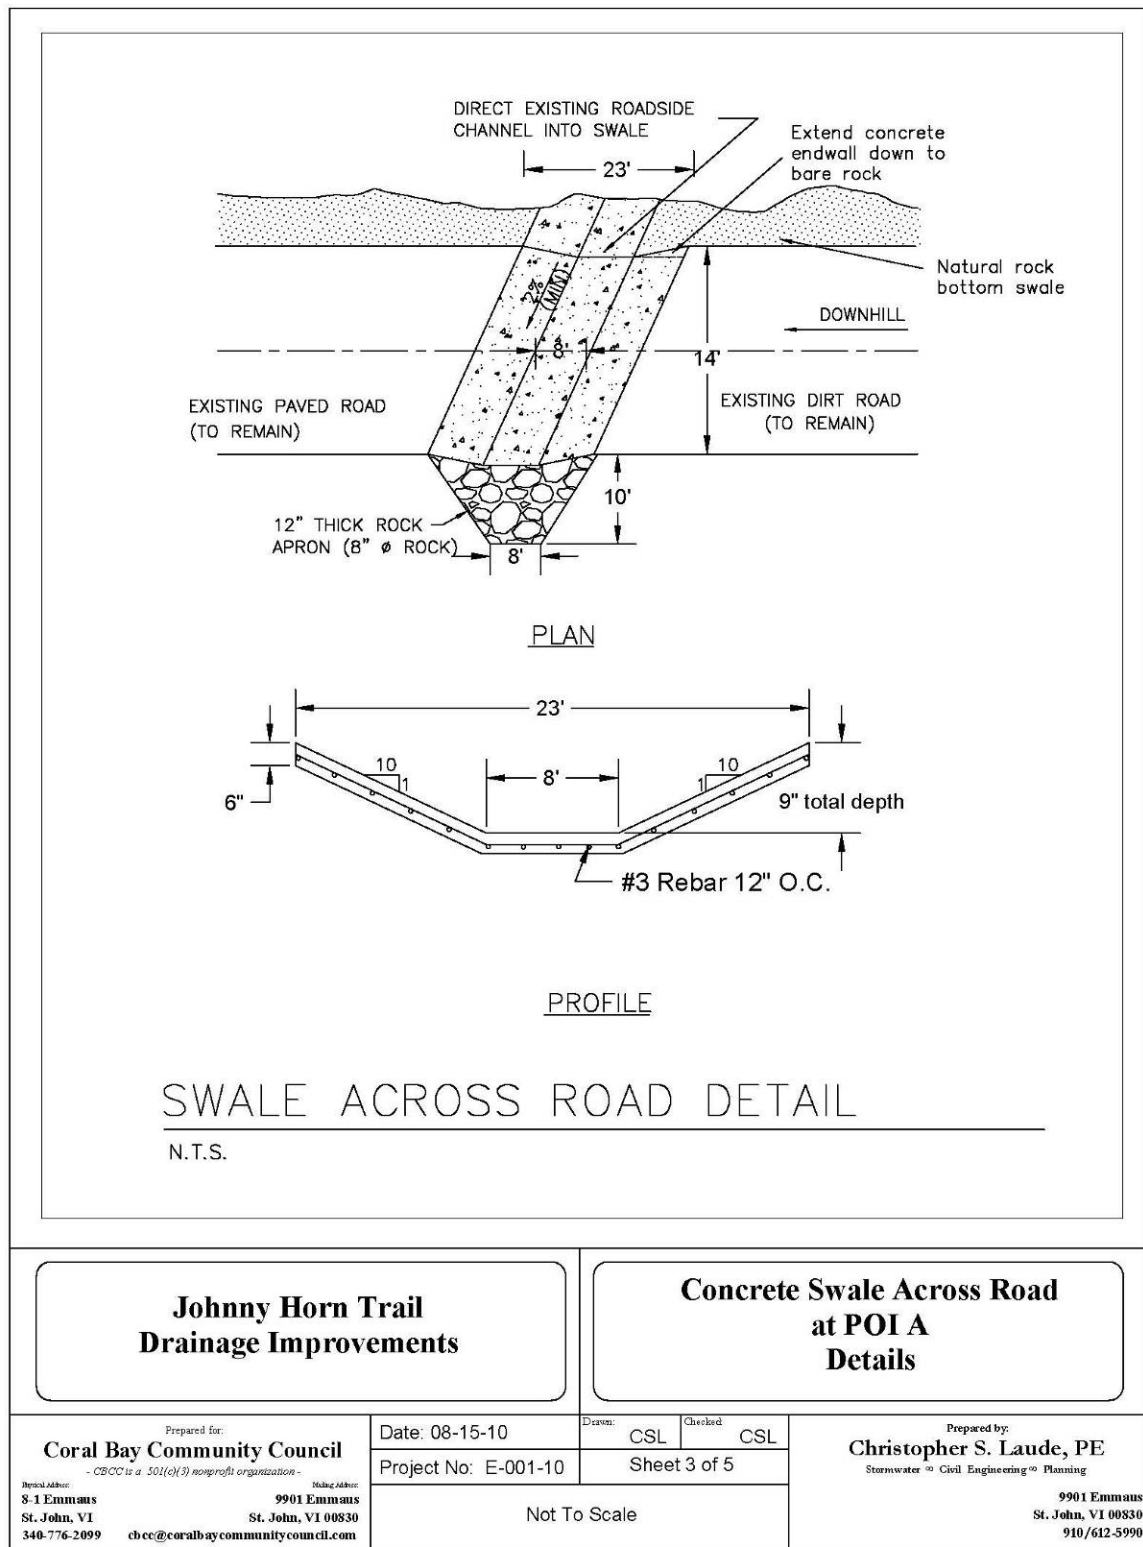 DIRECT EXISTING ROADSIDE
CHANNEL INTO SWALE
Extend concrete
endwall down to
bare rock
23'
Natural rock
bottom swale
2%
(MIN)
DOWNHILL
8'
14'
EXISTING PAVED ROAD
(TO REMAIN)
EXISTING DIRT ROAD
(TO REMAIN)
10'
12" THICK ROCK
APRON (8" ø ROCK)
8'
PLAN
23'
10
1
8'
10
1
6"
9" total depth
#3 Rebar 12" O.C.
PROFILE
SWALE ACROSS ROAD DETAIL
N.T.S.
Johnny Horn Trail
Drainage Improvements
Concrete Swale Across Road
at POI A
Details
Prepared for:
Coral Bay Community Council
- CBCC is a 501(c)(3) nonprofit organization -
Physical Address:
8-1 Emmaus
St. John, VI
340-776-2099
Mailing Address:
9901 Emmaus
St. John, VI 00830
cbcc@coralbaycommunitycouncil.com
Date: 08-15-10
Project No: E-001-10
Drawn: CSL
Checked: CSL
Sheet 3 of 5
Not To Scale
Prepared by:
Christopher S. Laude, PE
Stormwater ∞ Civil Engineering ∞ Planning
9901 Emmaus
St. John, VI 00830
910/612-5990